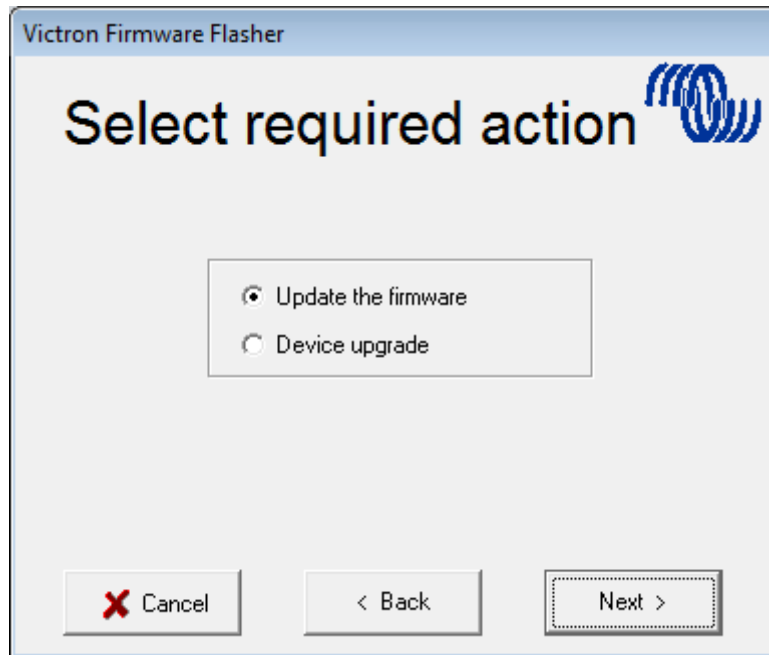 Victron Firmware Flasher
Select required action
Update the firmware
Device upgrade
Cancel
< Back
Next >